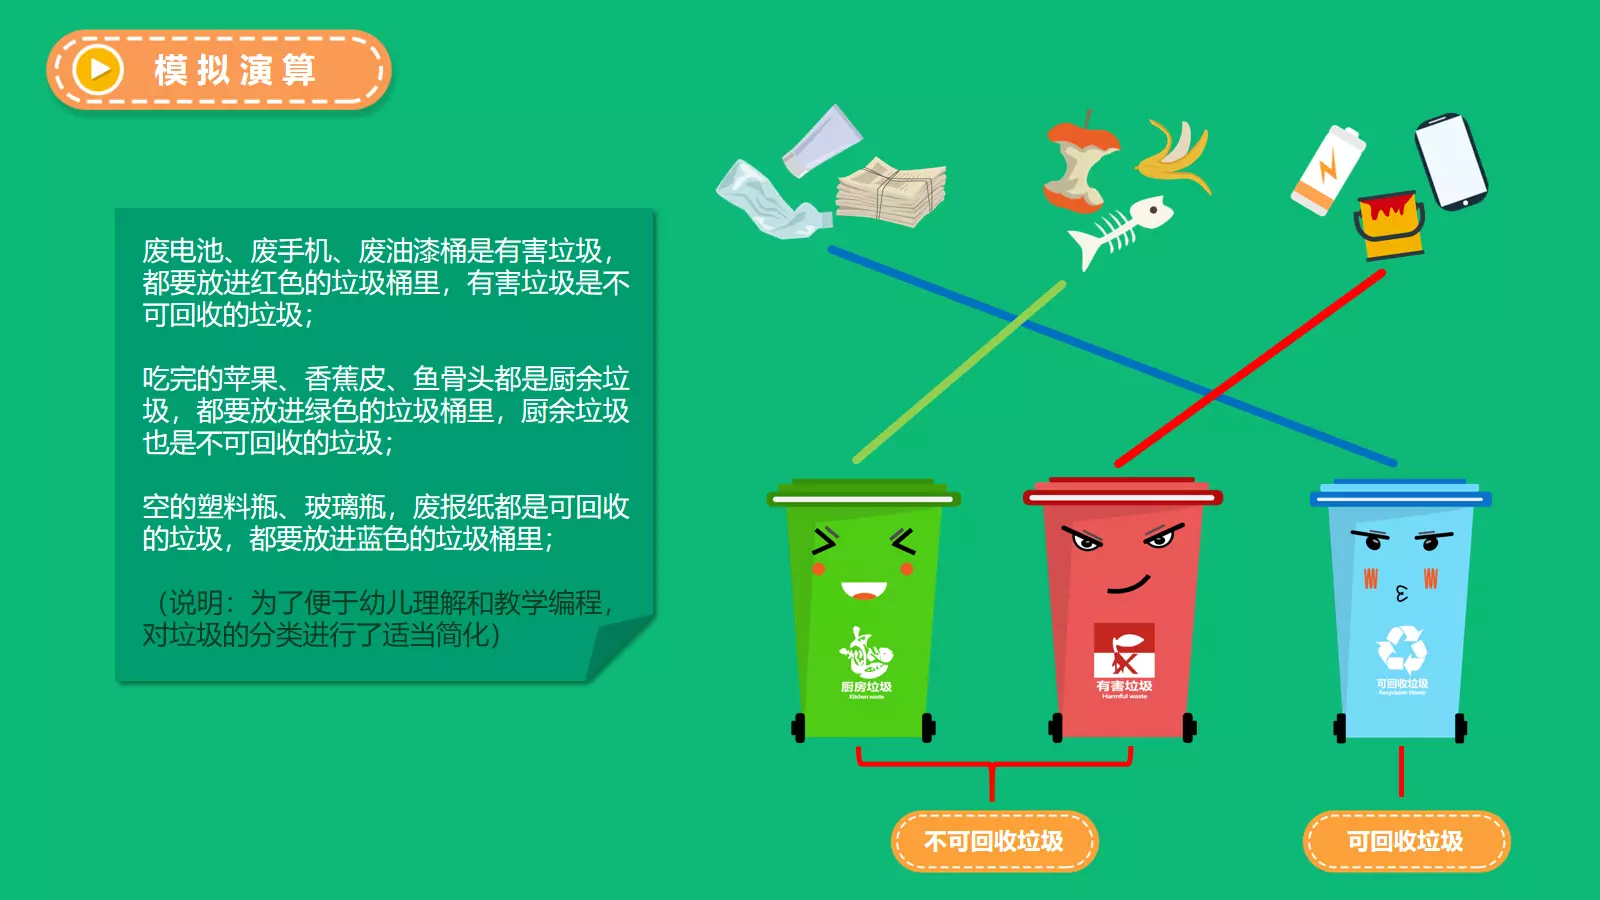 模拟演算
废电池、废手机、废油漆桶是有害垃圾，
都要放进红色的垃圾桶里，有害垃圾是不
可回收的垃圾；
吃完的苹果、香蕉皮、鱼骨头都是厨余垃
圾，都要放进绿色的垃圾桶里，厨余垃圾
也是不可回收的垃圾；
空的塑料瓶、玻璃瓶，废报纸都是可回收
的垃圾，都要放进蓝色的垃圾桶里；
（说明：为了便于幼儿理解和教学编程，
对垃圾的分类进行了适当简化）
厨房垃圾
Kitchen waste
有害垃圾
Harmful waste
可回收垃圾
Recyclable Waste
不可回收垃圾
可回收垃圾